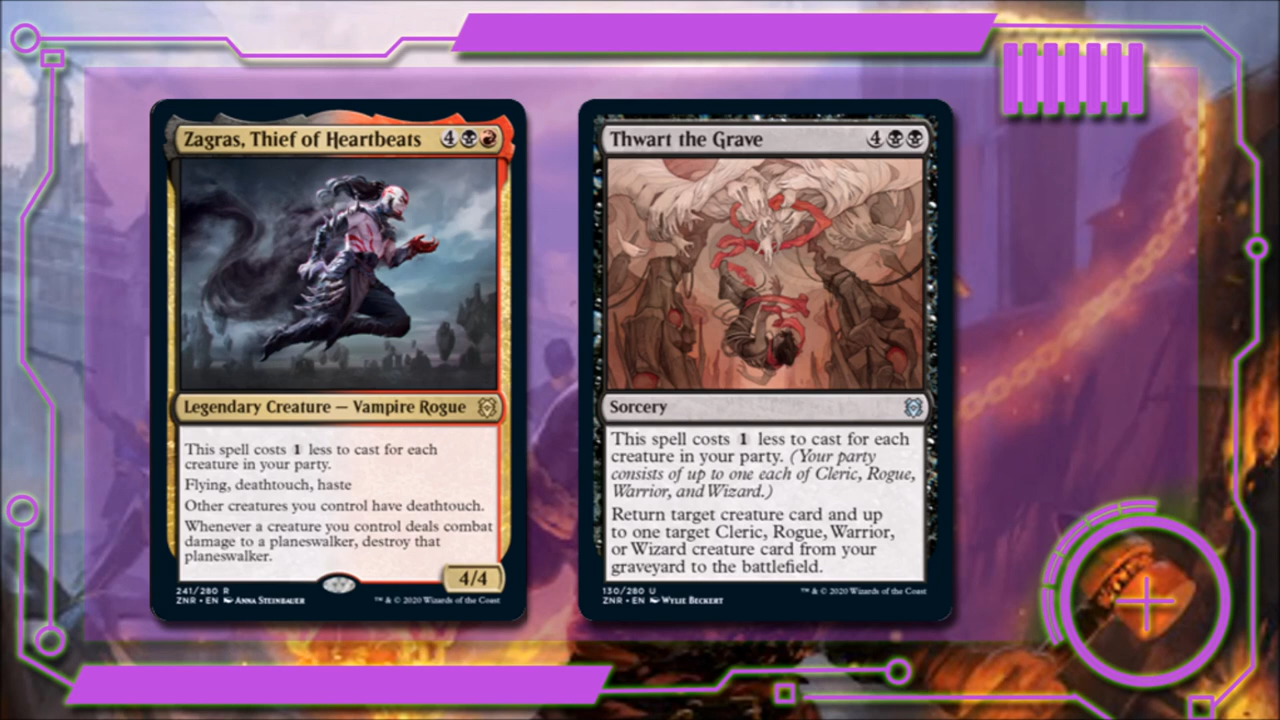 Zagras, Thief of Heartbeats 4
Legendary Creature — Vampire Rogue
This spell costs 1 less to cast for each
creature in your party.
Flying, deathtouch, haste
Other creatures you control have deathtouch.
Whenever a creature you control deals combat
damage to a planeswalker, destroy that
planeswalker.
4/4
241/280 R
ZNR • EN Anna Steinbauer
™ & © 2020 Wizards of the Coast
Thwart the Grave 4
Sorcery
This spell costs 1 less to cast for each
creature in your party. (Your party
consists of up to one each of Cleric, Rogue,
Warrior, and Wizard.)
Return target creature card and up
to one target Cleric, Rogue, Warrior,
or Wizard creature card from your
graveyard to the battlefield.
130/280 U
ZNR • EN Wylie Beckert
™ & © 2020 Wizards of the Coast